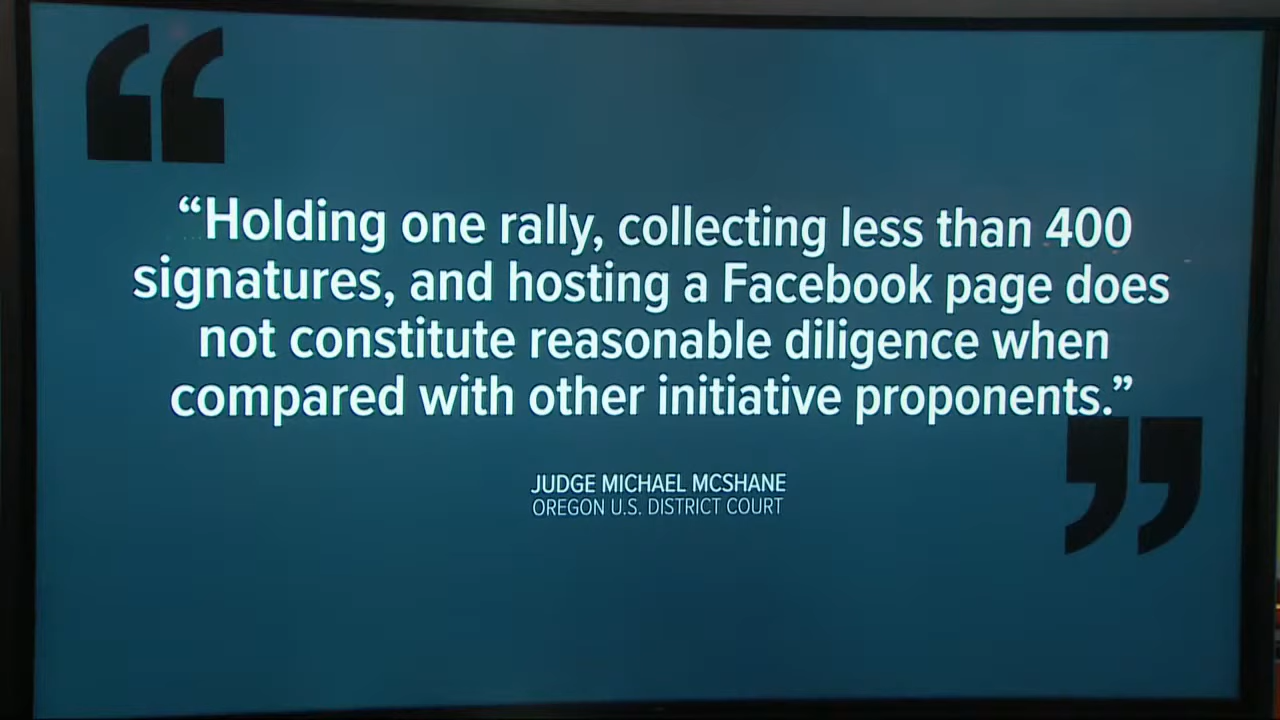 “Holding one rally, collecting less than 400
signatures, and hosting a Facebook page does
not constitute reasonable diligence when
compared with other initiative proponents.”
JUDGE MICHAEL MCSHANE
OREGON U.S. DISTRICT COURT